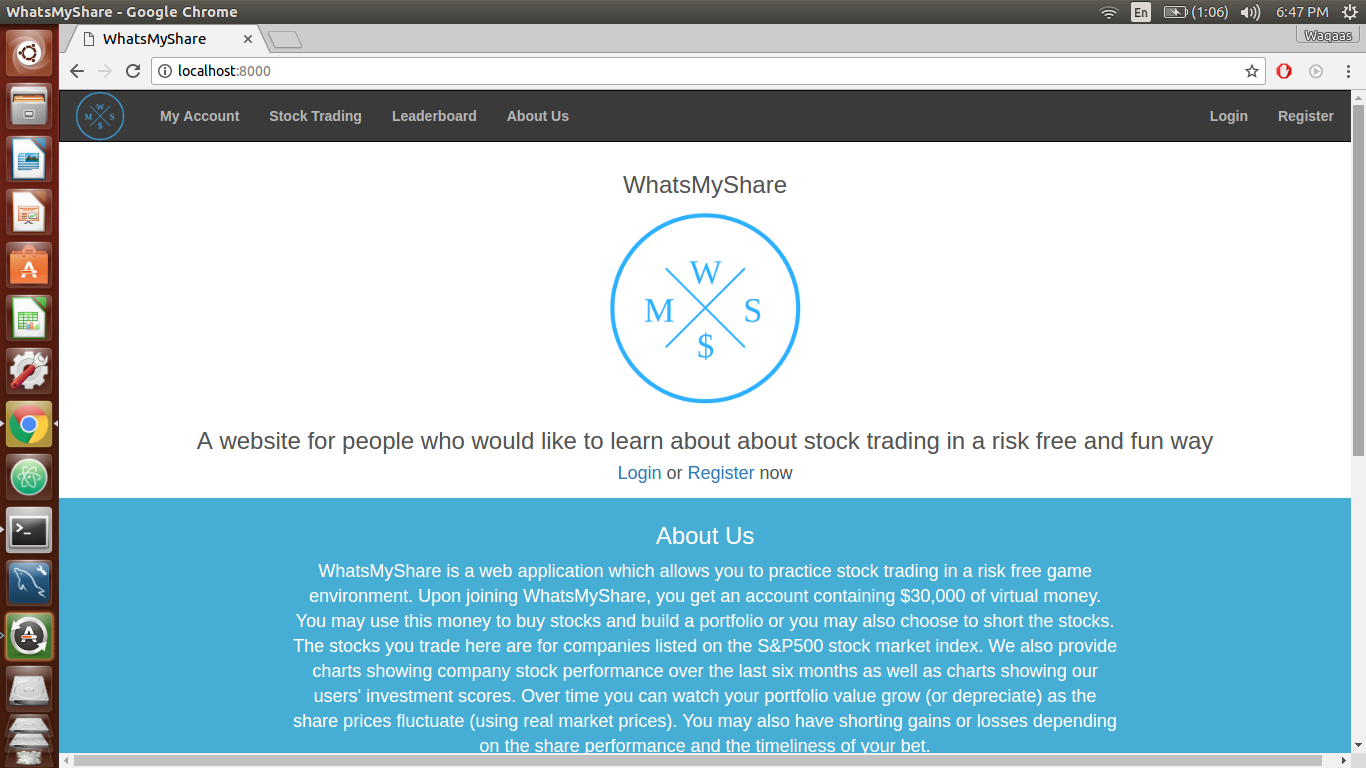 WhatsMyShare - Google Chrome
En
(1:06)
6:47 PM
WhatsMyShare
Waqaas
localhost:8000
W
M S
$
My Account
Stock Trading
Leaderboard
About Us
Login
Register
WhatsMyShare
W
M S
$
A website for people who would like to learn about about stock trading in a risk free and fun way
Login or Register now
About Us
WhatsMyShare is a web application which allows you to practice stock trading in a risk free game
environment. Upon joining WhatsMyShare, you get an account containing $30,000 of virtual money.
You may use this money to buy stocks and build a portfolio or you may also choose to short the stocks.
The stocks you trade here are for companies listed on the S&P500 stock market index. We also provide
charts showing company stock performance over the last six months as well as charts showing our
users' investment scores. Over time you can watch your portfolio value grow (or depreciate) as the
share prices fluctuate (using real market prices). You may also have shorting gains or losses depending
on the share performance and the timeliness of your bet.